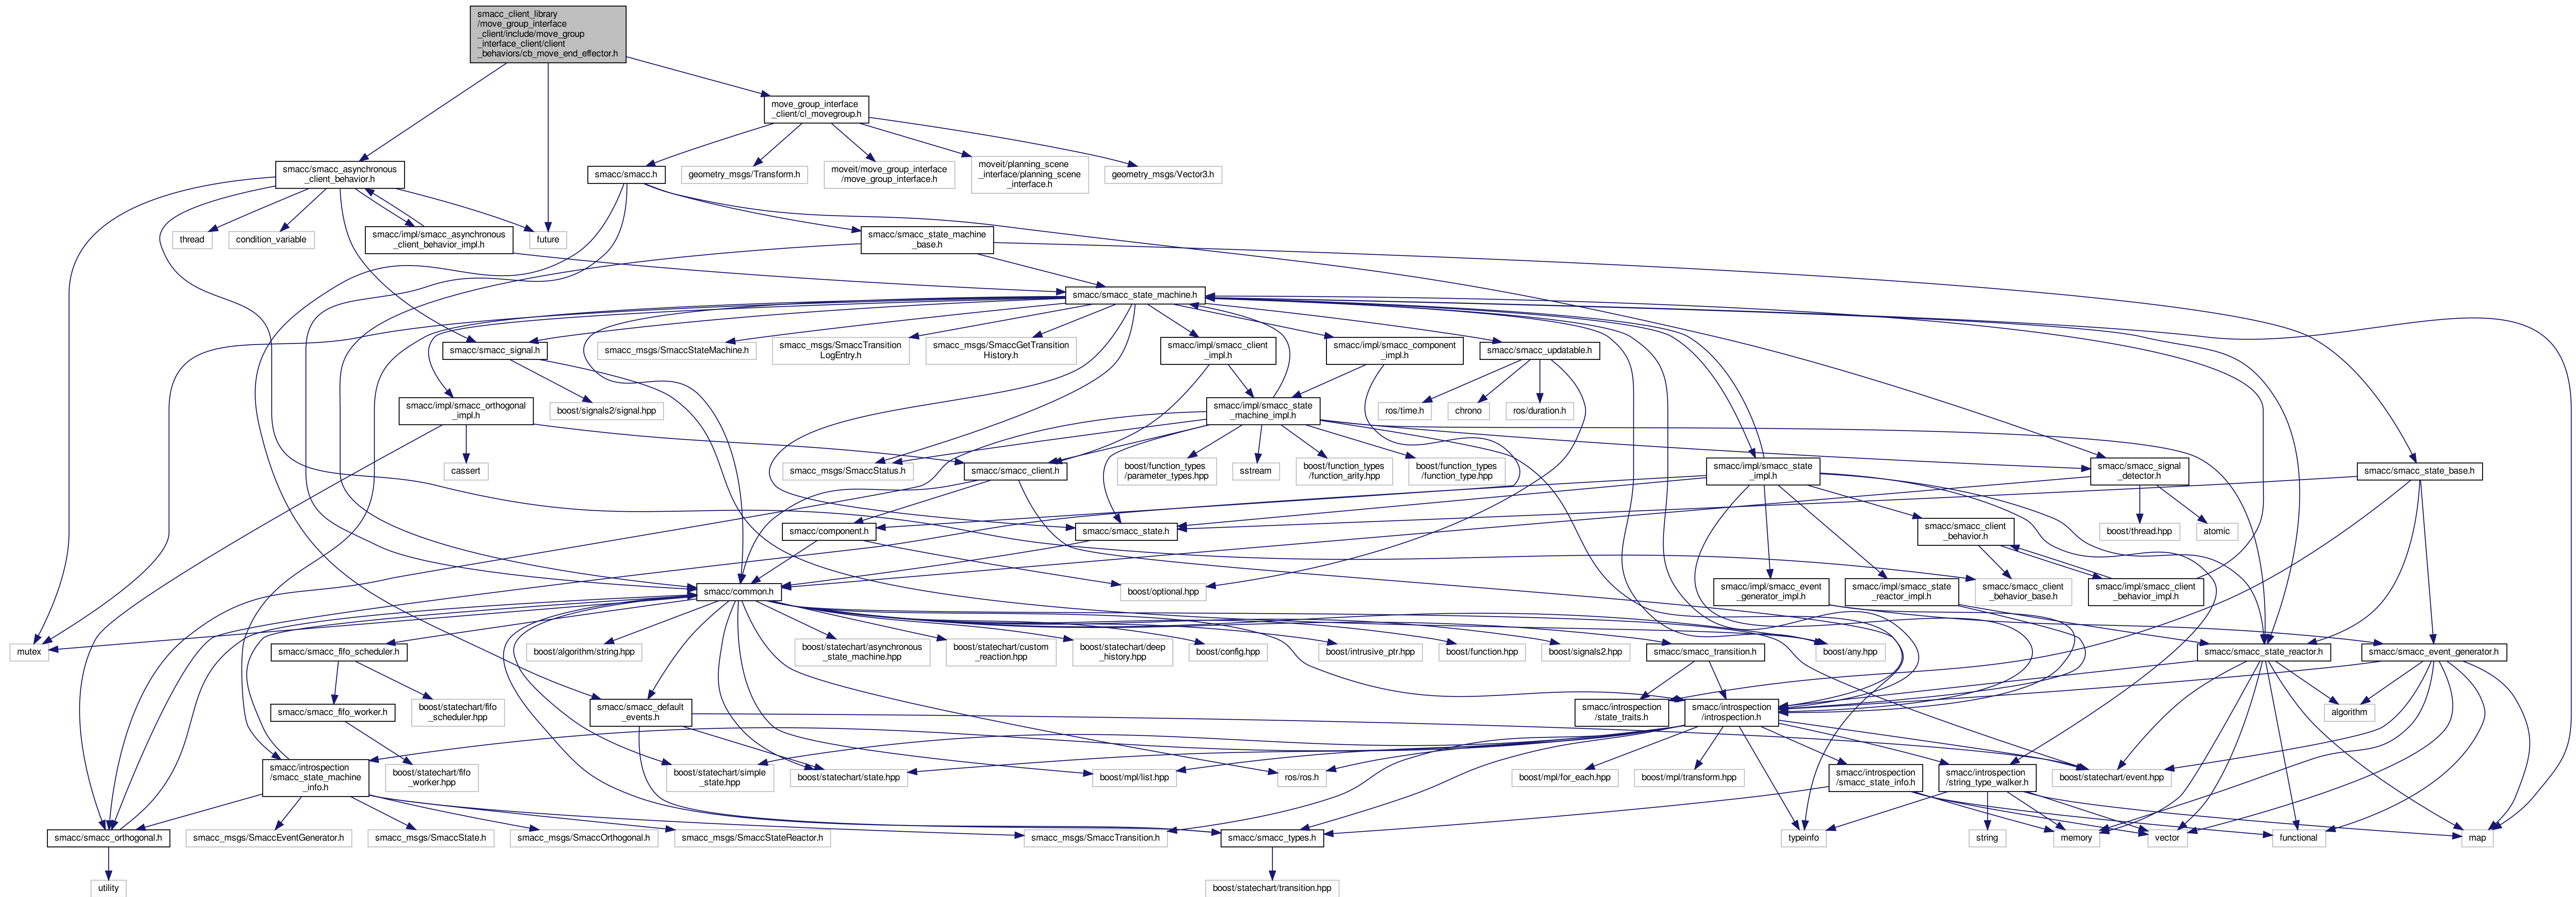 smacc_client_library
/move_group_interface
_client/include/move_group
_interface_client/client
_behaviors/cb_move_end_effector.h
move_group_interface
_client/cl_movegroup.h
smacc/smacc_asynchronous
_client_behavior.h
smacc/smacc.h
geometry_msgs/Transform.h
moveit/move_group_interface
/move_group_interface.h
moveit/planning_scene
_interface/planning_scene
_interface.h
geometry_msgs/Vector3.h
thread
condition_variable
smacc/impl/smacc_asynchronous
_client_behavior_impl.h
future
smacc/smacc_state_machine
_base.h
smacc/smacc_state_machine.h
smacc/smacc_signal.h
smacc_msgs/SmaccStateMachine.h
smacc_msgs/SmaccTransition
LogEntry.h
smacc_msgs/SmaccGetTransition
History.h
smacc/impl/smacc_client
_impl.h
smacc/impl/smacc_component
_impl.h
smacc/smacc_updatable.h
smacc/impl/smacc_orthogonal
_impl.h
boost/signals2/signal.hpp
smacc/impl/smacc_state
_machine_impl.h
ros/time.h
chrono
ros/duration.h
cassert
smacc_msgs/SmaccStatus.h
smacc/smacc_client.h
boost/function_types
/parameter_types.hpp
sstream
boost/function_types
/function_arity.hpp
boost/function_types
/function_type.hpp
smacc/impl/smacc_state
_impl.h
smacc/smacc_signal
_detector.h
smacc/smacc_state_base.h
smacc/component.h
smacc/smacc_state.h
smacc/smacc_client
_behavior.h
boost/thread.hpp
atomic
smacc/common.h
boost/optional.hpp
smacc/impl/smacc_event
_generator_impl.h
smacc/impl/smacc_state
_reactor_impl.h
smacc/smacc_client
_behavior_base.h
smacc/impl/smacc_client
_behavior_impl.h
mutex
smacc/smacc_fifo_scheduler.h
boost/algorithm/string.hpp
boost/statechart/asynchronous
_state_machine.hpp
boost/statechart/custom
_reaction.hpp
boost/statechart/deep
_history.hpp
boost/config.hpp
boost/intrusive_ptr.hpp
boost/function.hpp
boost/signals2.hpp
smacc/smacc_transition.h
boost/any.hpp
smacc/smacc_state_reactor.h
smacc/smacc_event_generator.h
smacc/smacc_fifo_worker.h
boost/statechart/fifo
_scheduler.hpp
smacc/smacc_default
_events.h
smacc/introspection
/state_traits.h
smacc/introspection
/introspection.h
algorithm
smacc/introspection
/smacc_state_machine
_info.h
boost/statechart/fifo
_worker.hpp
boost/statechart/simple
_state.hpp
boost/statechart/state.hpp
boost/mpl/list.hpp
ros/ros.h
boost/mpl/for_each.hpp
boost/mpl/transform.hpp
smacc/introspection
/smacc_state_info.h
smacc/introspection
/string_type_walker.h
boost/statechart/event.hpp
smacc/smacc_orthogonal.h
smacc_msgs/SmaccEventGenerator.h
smacc_msgs/SmaccState.h
smacc_msgs/SmaccOrthogonal.h
smacc_msgs/SmaccStateReactor.h
smacc_msgs/SmaccTransition.h
smacc/smacc_types.h
typeinfo
string
memory
vector
functional
map
utility
boost/statechart/transition.hpp